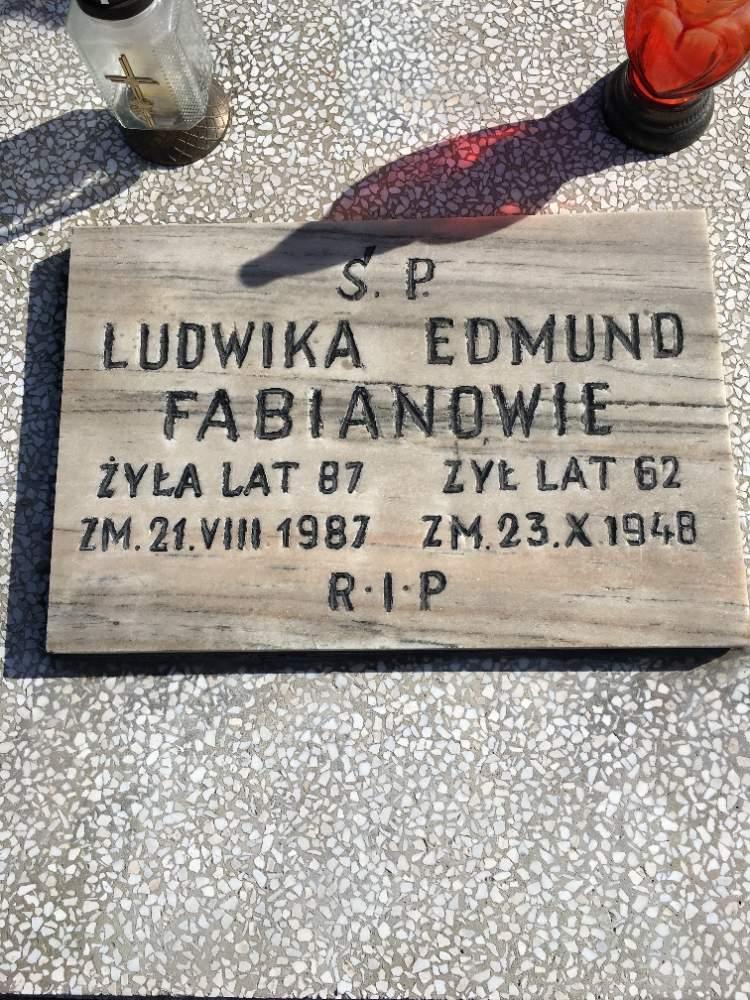 Ś. P.
LUDWIKA EDMUND
FABIANOWIE
ŻYŁA LAT 87 ŻYŁ LAT 62
ZM. 21. VIII 1987 ZM. 23. X 1948
R·I·P